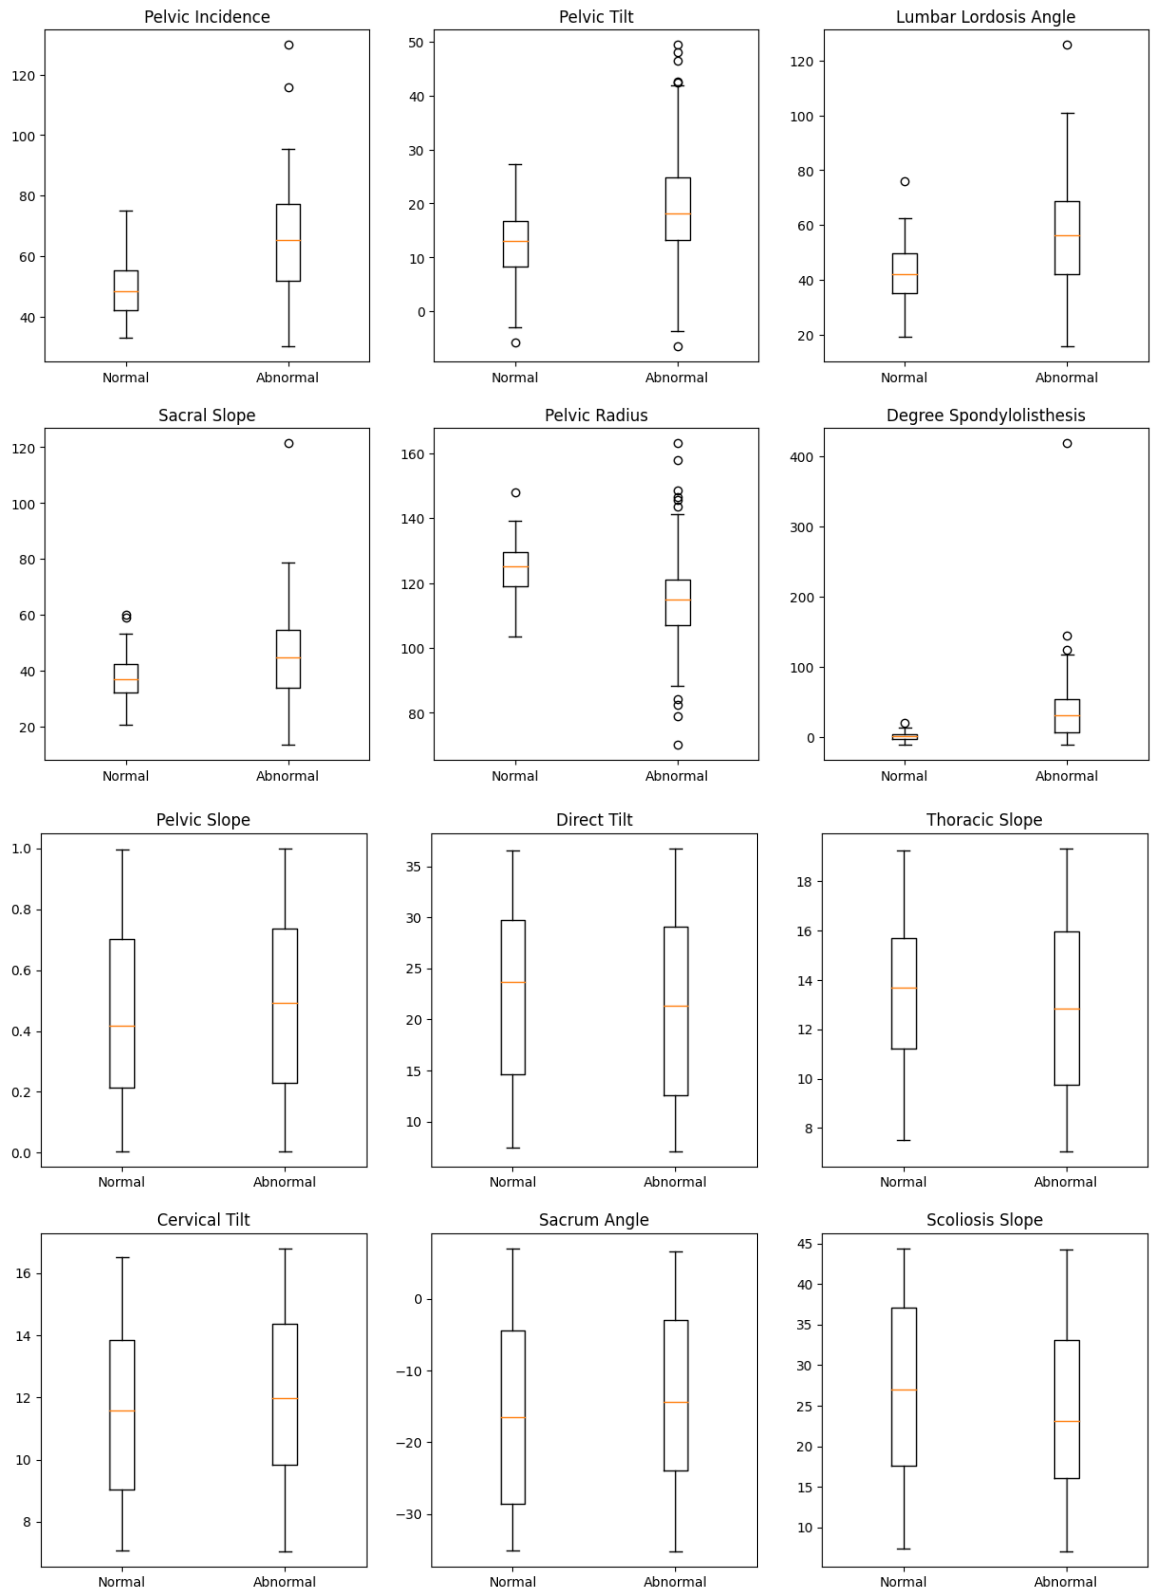 Pelvic Incidence
120
100
80
60
40
Normal Abnormal
Pelvic Tilt
50
40
30
20
10
0
Normal Abnormal
Lumbar Lordosis Angle
120
100
80
60
40
20
Normal Abnormal
Sacral Slope
120
100
80
60
40
20
Normal Abnormal
Pelvic Radius
160
140
120
100
80
Normal Abnormal
Degree Spondylolisthesis
400
300
200
100
0
Normal Abnormal
Pelvic Slope
1.0
0.8
0.6
0.4
0.2
0.0
Normal Abnormal
Direct Tilt
35
30
25
20
15
10
Normal Abnormal
Thoracic Slope
18
16
14
12
10
8
Normal Abnormal
Cervical Tilt
16
14
12
10
8
Normal Abnormal
Sacrum Angle
0
−10
−20
−30
Normal Abnormal
Scoliosis Slope
45
40
35
30
25
20
15
10
Normal Abnormal